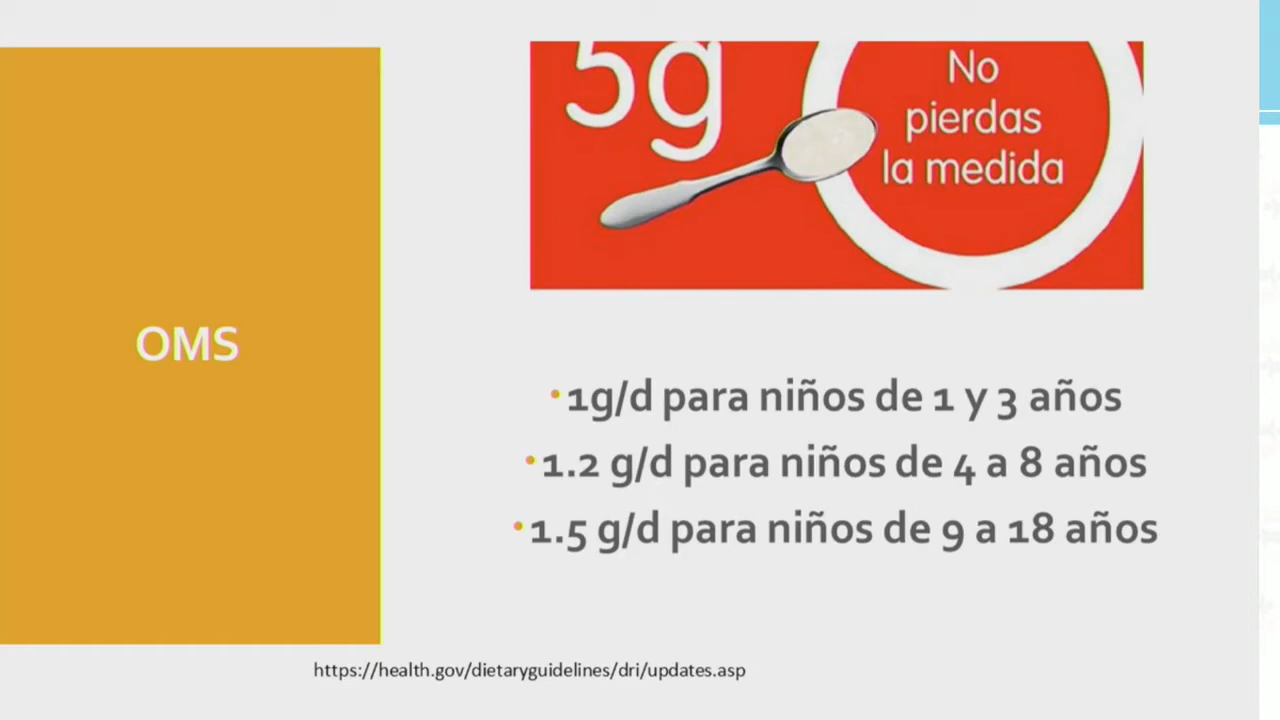 5g
No
pierdas
la medida
OMS
•1g/d para niños de 1 y 3 años
•1.2 g/d para niños de 4 a 8 años
•1.5 g/d para niños de 9 a 18 años
https://health.gov/dietaryguidelines/dri/updates.asp